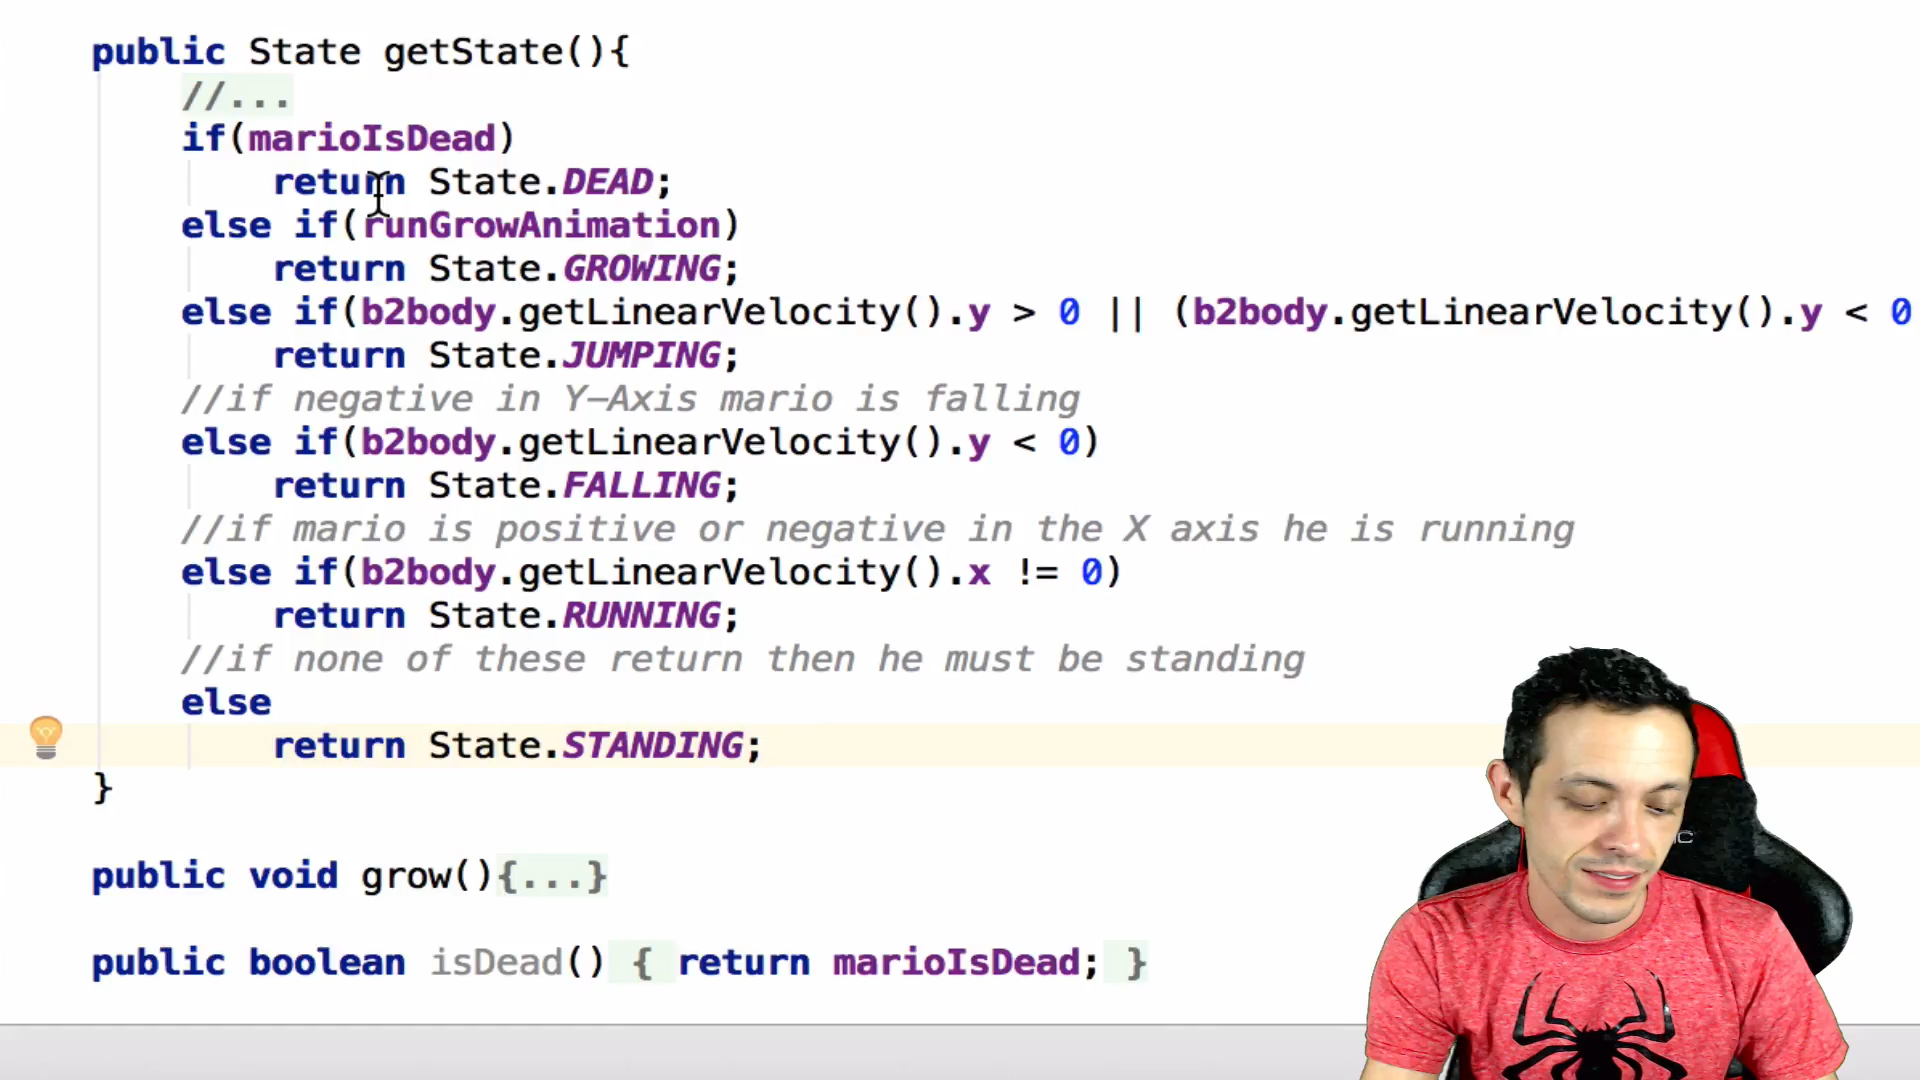 public State getState(){
//...
if(marioIsDead)
return State.DEAD;
else if(runGrowAnimation)
return State.GROWING;
else if(b2body.getLinearVelocity().y > 0 || (b2body.getLinearVelocity().y < 0
return State.JUMPING;
//if negative in Y-Axis mario is falling
else if(b2body.getLinearVelocity().y < 0)
return State.FALLING;
//if mario is positive or negative in the X axis he is running
else if(b2body.getLinearVelocity().x != 0)
return State.RUNNING;
//if none of these return then he must be standing
else
return State.STANDING;
}
public void grow(){...}
public boolean isDead() { return marioIsDead; }